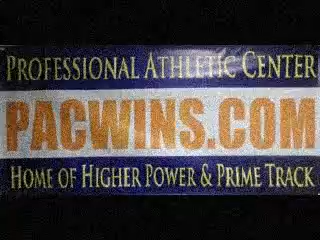 PROFESSIONAL ATHLETIC CENTER
PACWINS.COM
HOME OF HIGHER POWER & PRIME TRACK